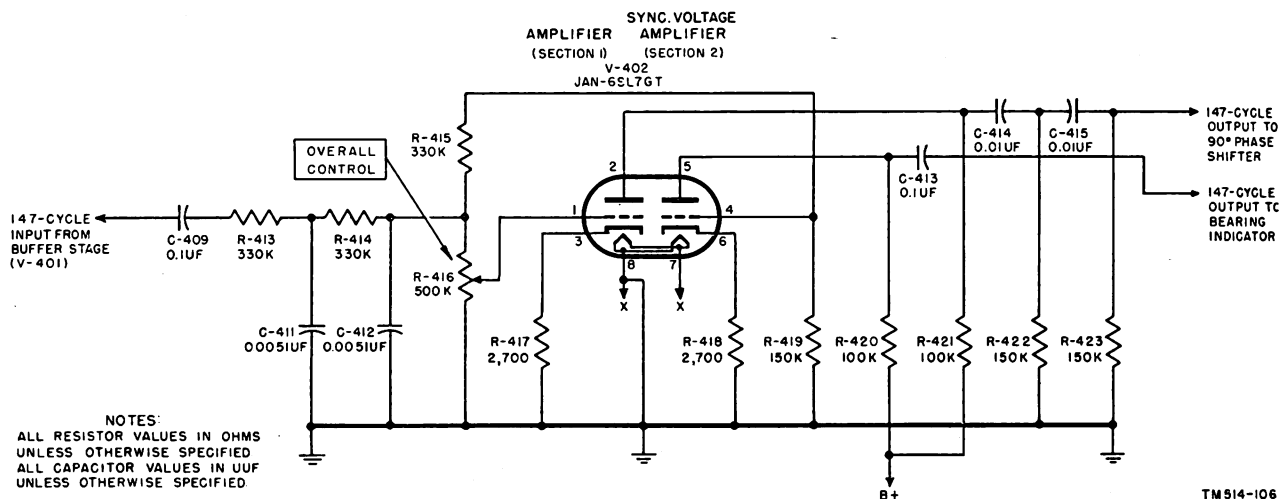 SYNC. VOLTAGE
AMPLIFIER AMPLIFIER
(SECTION 1) (SECTION 2)
V-402
JAN-6SL7GT
R-415
330K
OVERALL
CONTROL
147-CYCLE
INPUT FROM
BUFFER STAGE
(V-401)
C-409
0.1UF
R-413
330K
R-414
330K
R-416
500K
C-411
0.0051UF
C-412
0.0051UF
1
2
3
4
5
6
7
8
X
X
C-413
0.1UF
C-414
0.01UF
C-415
0.01UF
147-CYCLE
OUTPUT TO
90° PHASE
SHIFTER
147-CYCLE
OUTPUT TO
BEARING
INDICATOR
R-417
2,700
R-418
2,700
R-419
150K
R-420
100K
R-421
100K
R-422
150K
R-423
150K
NOTES:
ALL RESISTOR VALUES IN OHMS
UNLESS OTHERWISE SPECIFIED
ALL CAPACITOR VALUES IN UUF
UNLESS OTHERWISE SPECIFIED.
B+
TM514-106